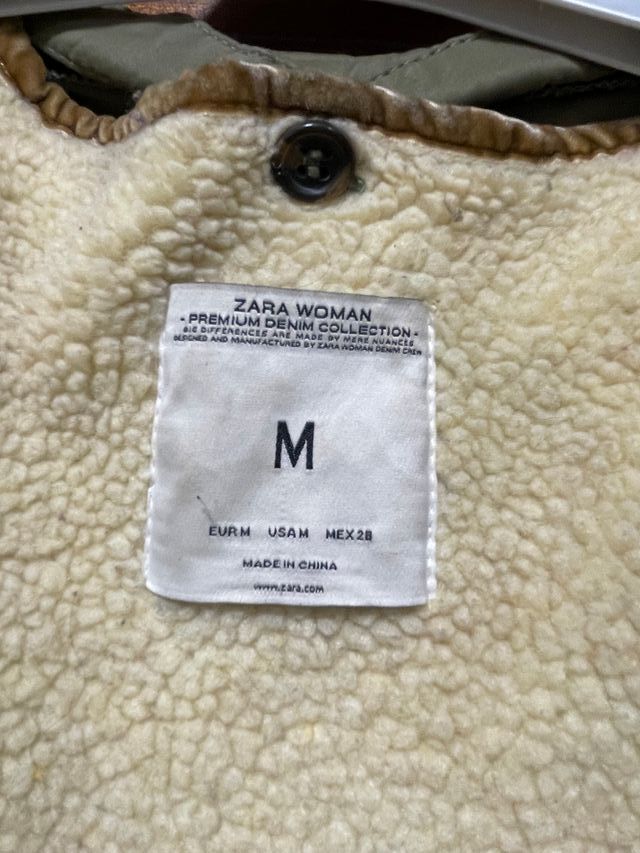 ZARA WOMAN
- PREMIUM DENIM COLLECTION -
BIG DIFFERENCES ARE MADE BY MERE NUANCES
DESIGNED AND MANUFACTURED BY ZARA WOMAN DENIM CREW
M
EUR M USA M MEX 28
MADE IN CHINA
www.zara.com